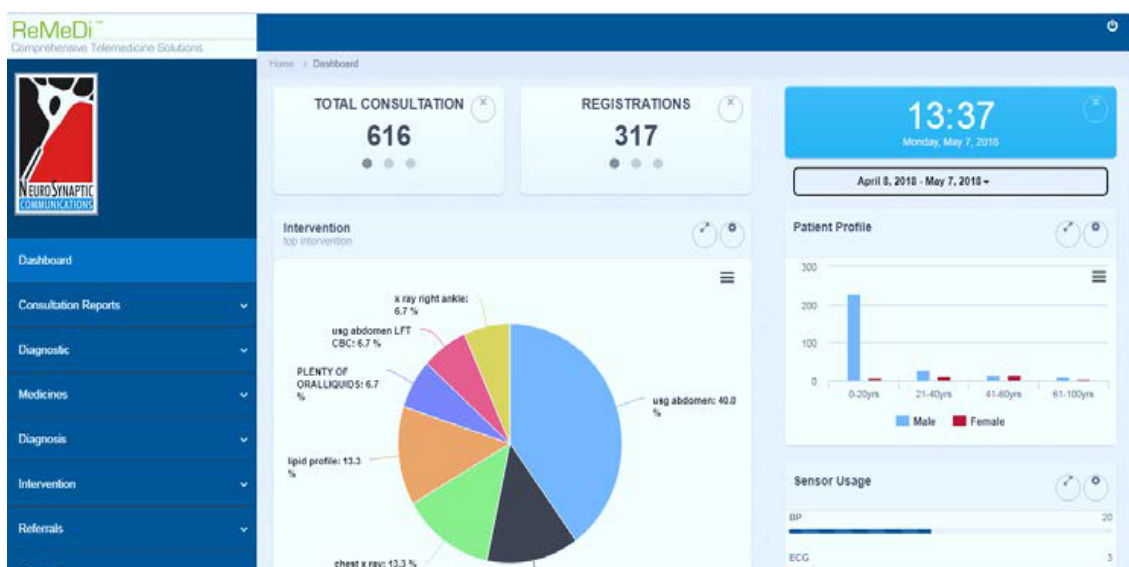 ReMeDi™
Comprehensive Telemedicine Solutions
NEUROSYNAPTIC
COMMUNICATIONS
Dashboard
Consultation Reports
Diagnostic
Medicines
Diagnosis
Intervention
Referrals
Home > Dashboard
TOTAL CONSULTATION
616
REGISTRATIONS
317
13:37
Monday, May 7, 2018
April 8, 2018 - May 7, 2018
Intervention
top intervention
x ray right ankle:
6.7 %
usg abdomen LFT
CBC: 6.7 %
PLENTY OF
ORALLIQUIDS: 6.7
%
lipid profile: 13.3
%
chest x ray: 13.3 %
usg abdomen: 40.0
%
Patient Profile
300
200
100
0
0-20yrs 21-40yrs 41-60yrs 61-100yrs
Male Female
Sensor Usage
BP 20
ECG 3